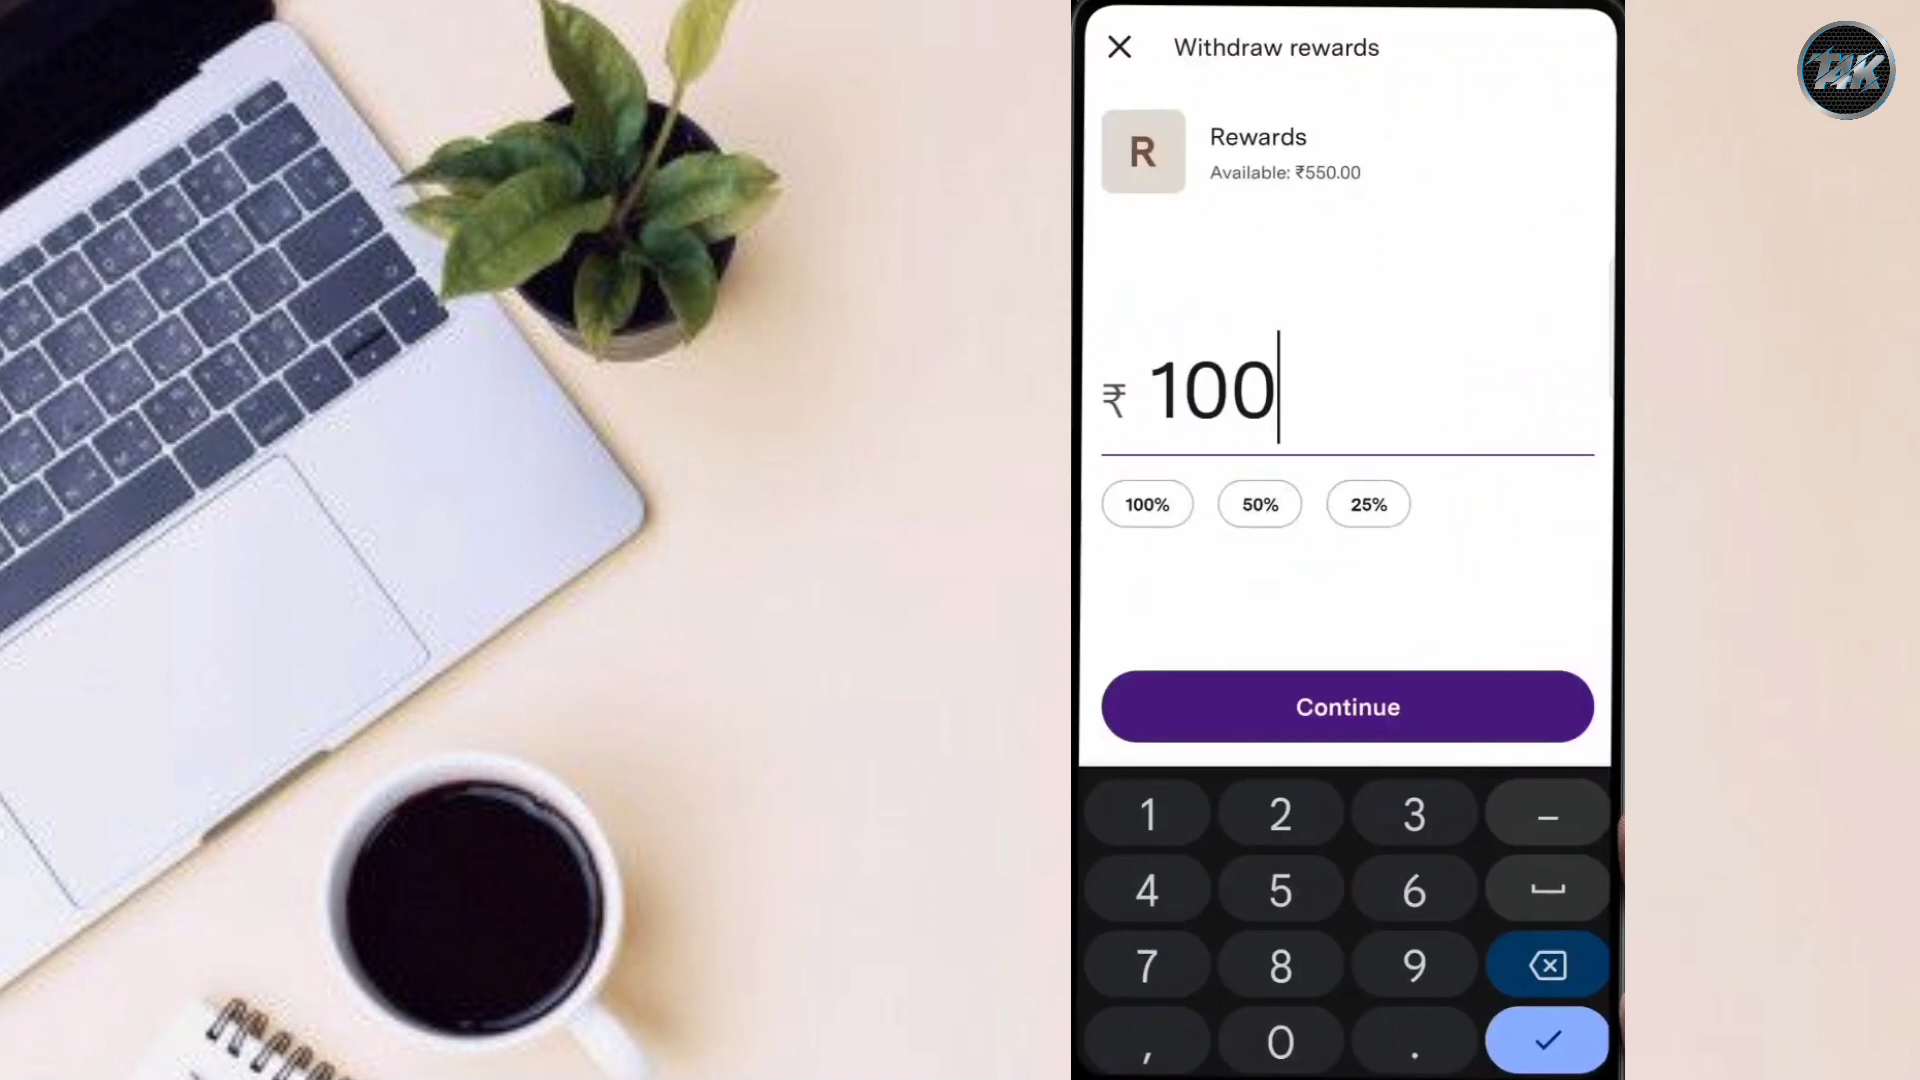 Withdraw rewards
TAK
R
Rewards
Available: ₹550.00
₹ 100
100% 50% 25%
Continue
1 2 3 –
4 5 6
7 8 9
, 0 .